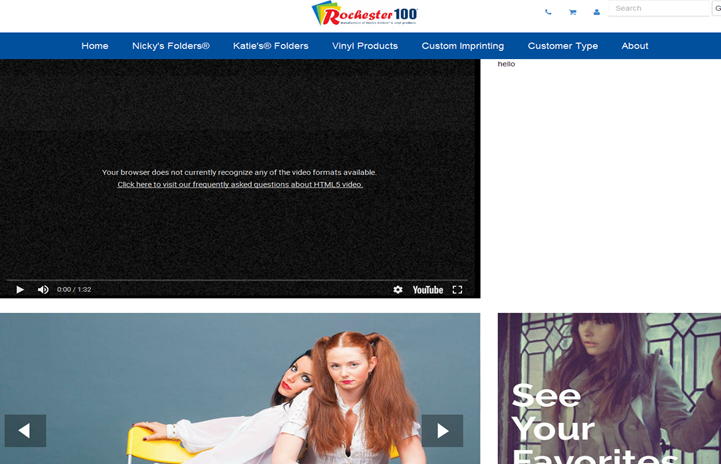 Rochester 100®
Search
G
Home Nicky's Folders® Katie's® Folders Vinyl Products Custom Imprinting Customer Type About
hello
Your browser does not currently recognize any of the video formats available.
Click here to visit our frequently asked questions about HTML5 video.
0:00 / 1:32
YouTube
See
Your
Favorites